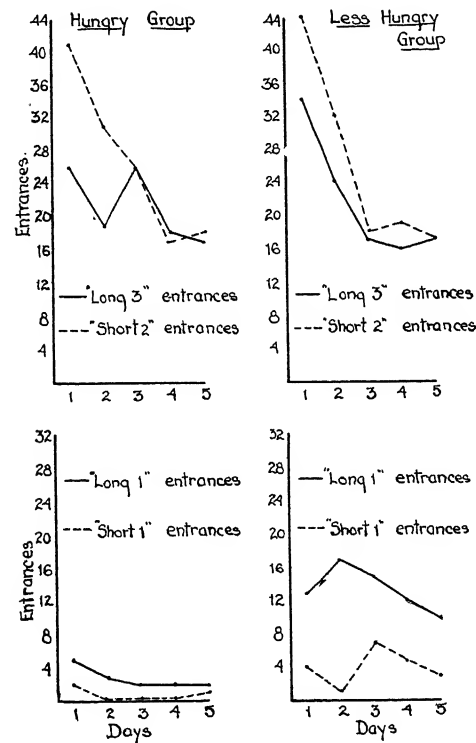 Hungry Group
44
40
36
32
28
24
20
16
12
8
4
Entrances.
"Long 3" entrances
"Short 2" entrances
1 2 3 4 5
Less Hungry
Group
44
40
36
32
28
24
20
16
12
8
4
"Long 3" entrances
"Short 2" entrances
1 2 3 4 5
32
28
24
20
16
12
8
4
Entrances
"Long 1" entrances
"Short 1" entrances
1 2 3 4 5
Days
32
28
24
20
16
12
8
4
"Long 1" entrances
"Short 1" entrances
1 2 3 4 5
Days